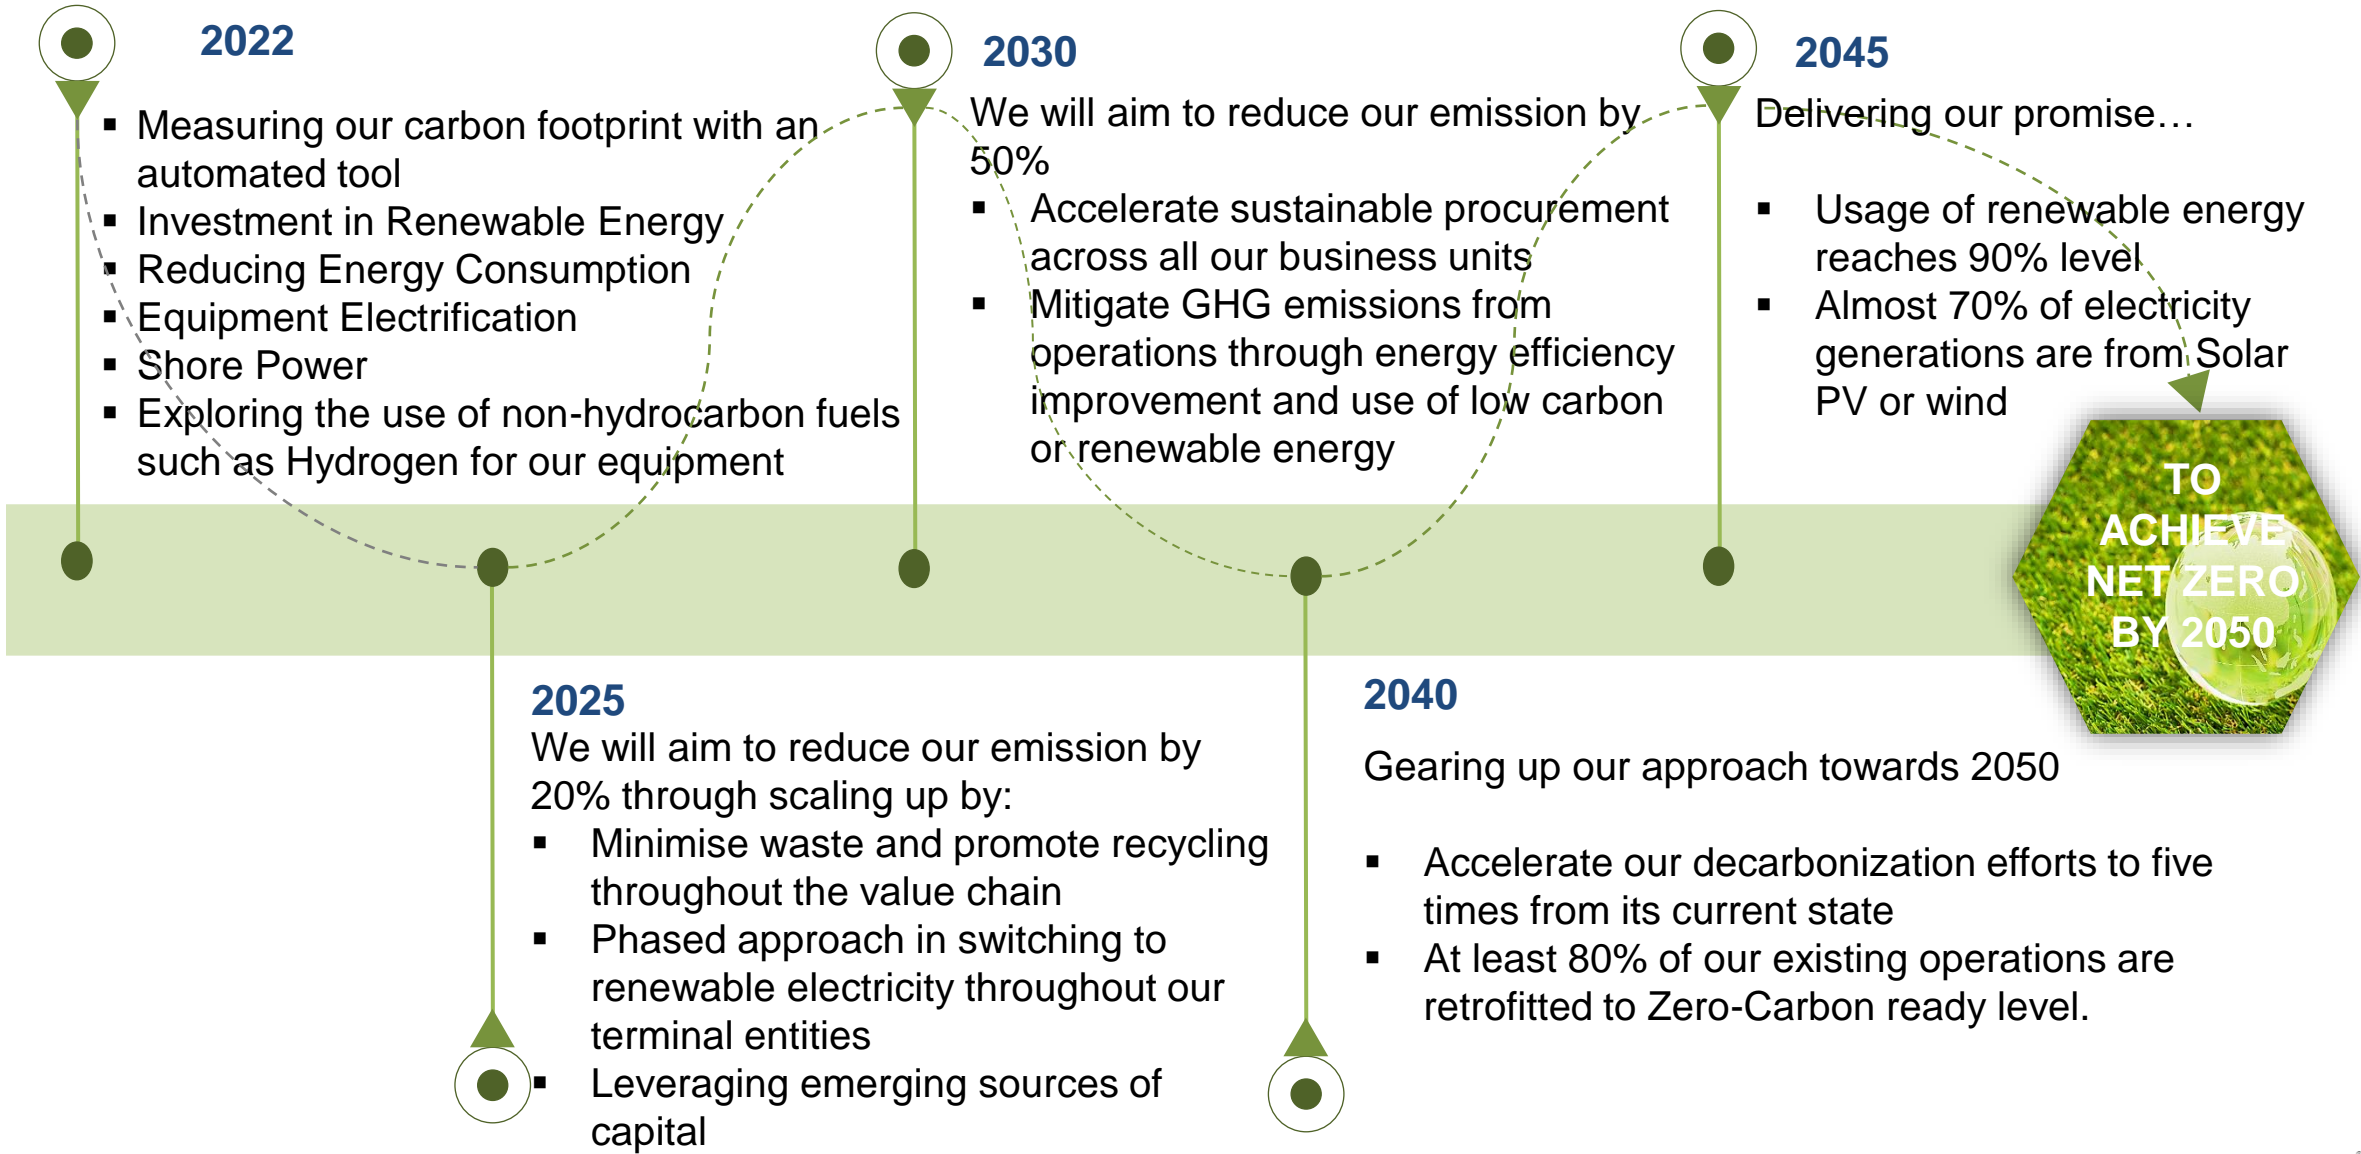 2022
▪ Measuring our carbon footprint with an
automated tool
▪ Investment in Renewable Energy
▪ Reducing Energy Consumption
▪ Equipment Electrification
▪ Shore Power
▪ Exploring the use of non-hydrocarbon fuels
such as Hydrogen for our equipment
2025
We will aim to reduce our emission by
20% through scaling up by:
▪ Minimise waste and promote recycling
throughout the value chain
▪ Phased approach in switching to
renewable electricity throughout our
terminal entities
▪ Leveraging emerging sources of
capital
2030
We will aim to reduce our emission by
50%
▪ Accelerate sustainable procurement
across all our business units
▪ Mitigate GHG emissions from
operations through energy efficiency
improvement and use of low carbon
or renewable energy
2040
Gearing up our approach towards 2050
▪ Accelerate our decarbonization efforts to five
times from its current state
▪ At least 80% of our existing operations are
retrofitted to Zero-Carbon ready level.
2045
Delivering our promise…
▪ Usage of renewable energy
reaches 90% level
▪ Almost 70% of electricity
generations are from Solar
PV or wind
TO
ACHIEVE
NET ZERO
BY 2050